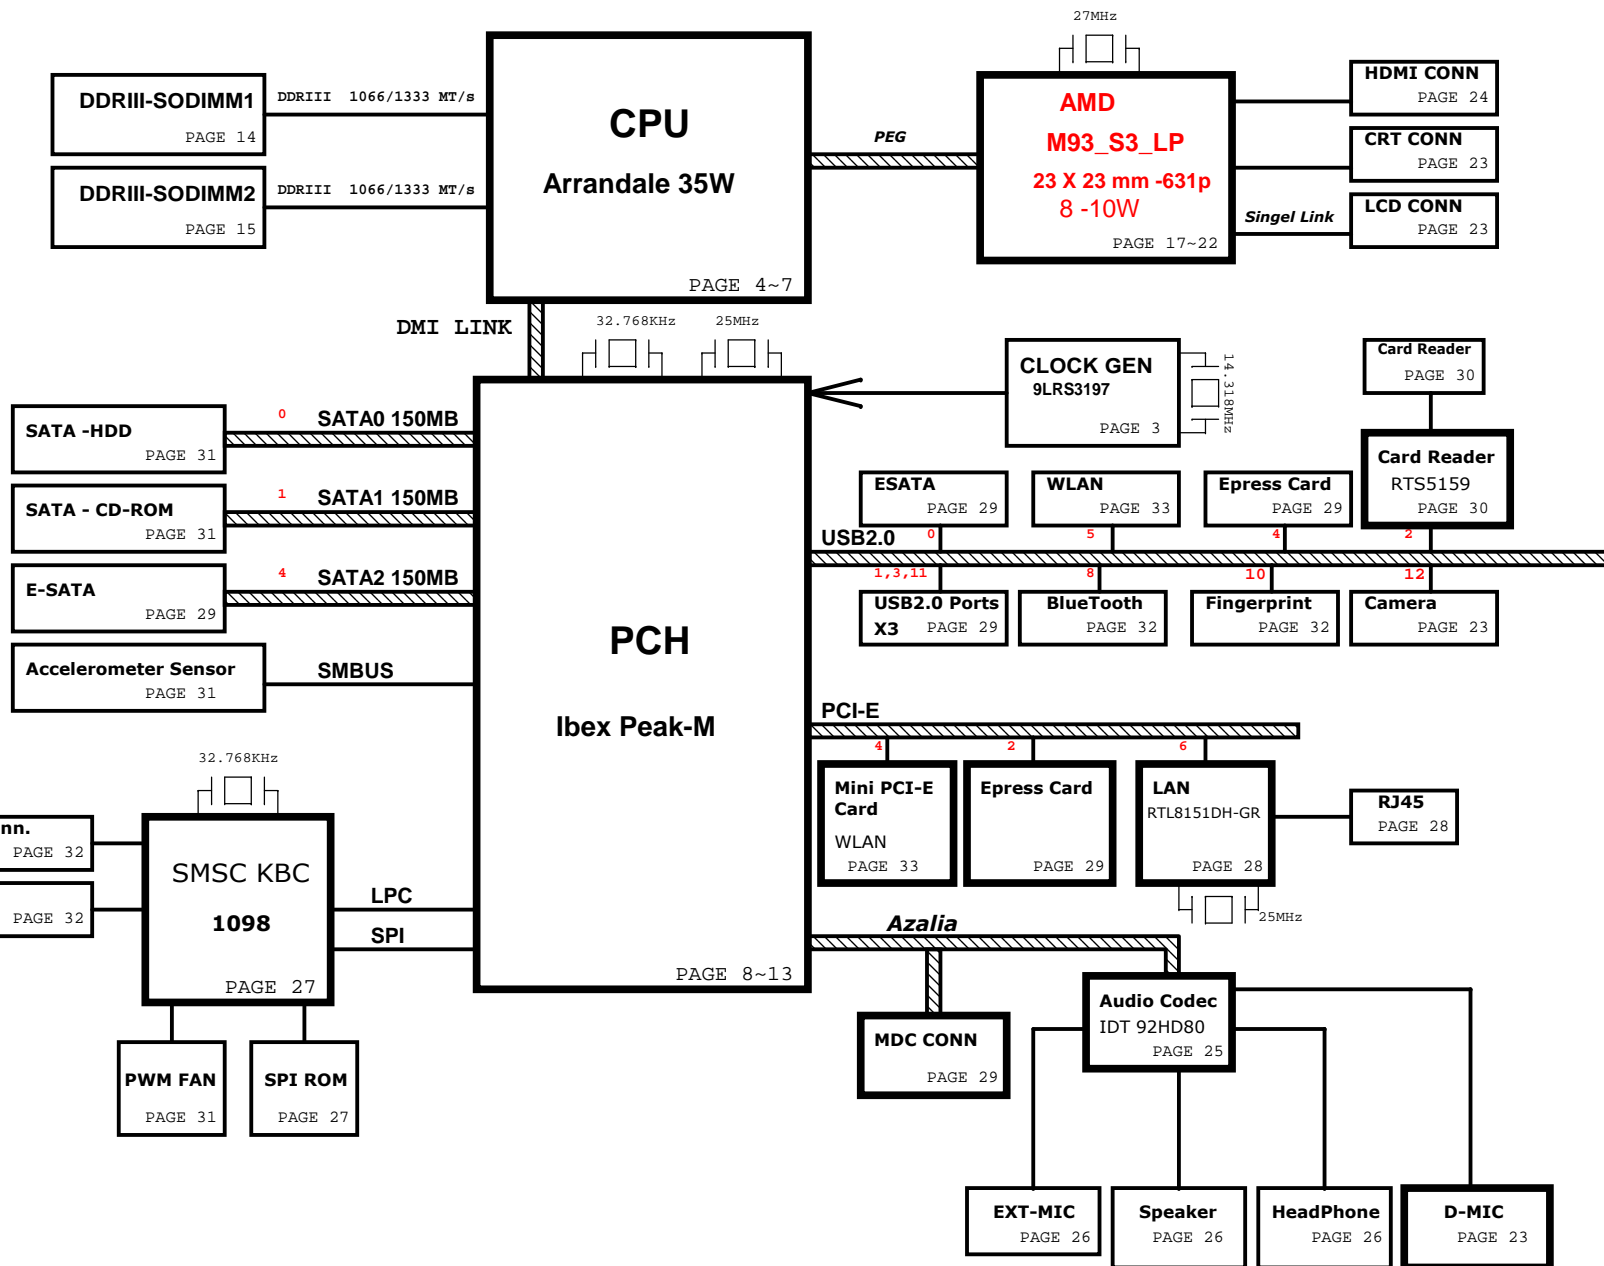 27MHz
DDRIII-SODIMM1
PAGE 14
DDRIII 1066/1333 MT/s
DDRIII-SODIMM2
PAGE 15
DDRIII 1066/1333 MT/s
CPU
Arrandale 35W
PAGE 4~7
PEG
AMD
M93_S3_LP
23 X 23 mm -631p
8 -10W
PAGE 17~22
HDMI CONN
PAGE 24
CRT CONN
PAGE 23
Singel Link
LCD CONN
PAGE 23
DMI LINK
32.768KHz
25MHz
CLOCK GEN
9LRS3197
PAGE 3
14.318MHz
Card Reader
PAGE 30
Card Reader
RTS5159
PAGE 30
SATA -HDD
PAGE 31
0
SATA0 150MB
SATA - CD-ROM
PAGE 31
1
SATA1 150MB
E-SATA
PAGE 29
4
SATA2 150MB
Accelerometer Sensor
PAGE 31
SMBUS
PCH
Ibex Peak-M
PAGE 8~13
ESATA
PAGE 29
WLAN
PAGE 33
Epress Card
PAGE 29
USB2.0
0
5
4
2
1,3,11
8
10
12
USB2.0 Ports
X3 PAGE 29
BlueTooth
PAGE 32
Fingerprint
PAGE 32
Camera
PAGE 23
PCI-E
4
2
6
Mini PCI-E
Card
WLAN
PAGE 33
Epress Card
PAGE 29
LAN
RTL8151DH-GR
PAGE 28
25MHz
RJ45
PAGE 28
32.768KHz
nn.
PAGE 32
PAGE 32
SMSC KBC
1098
PAGE 27
LPC
SPI
PWM FAN
PAGE 31
SPI ROM
PAGE 27
Azalia
MDC CONN
PAGE 29
Audio Codec
IDT 92HD80
PAGE 25
EXT-MIC
PAGE 26
Speaker
PAGE 26
HeadPhone
PAGE 26
D-MIC
PAGE 23